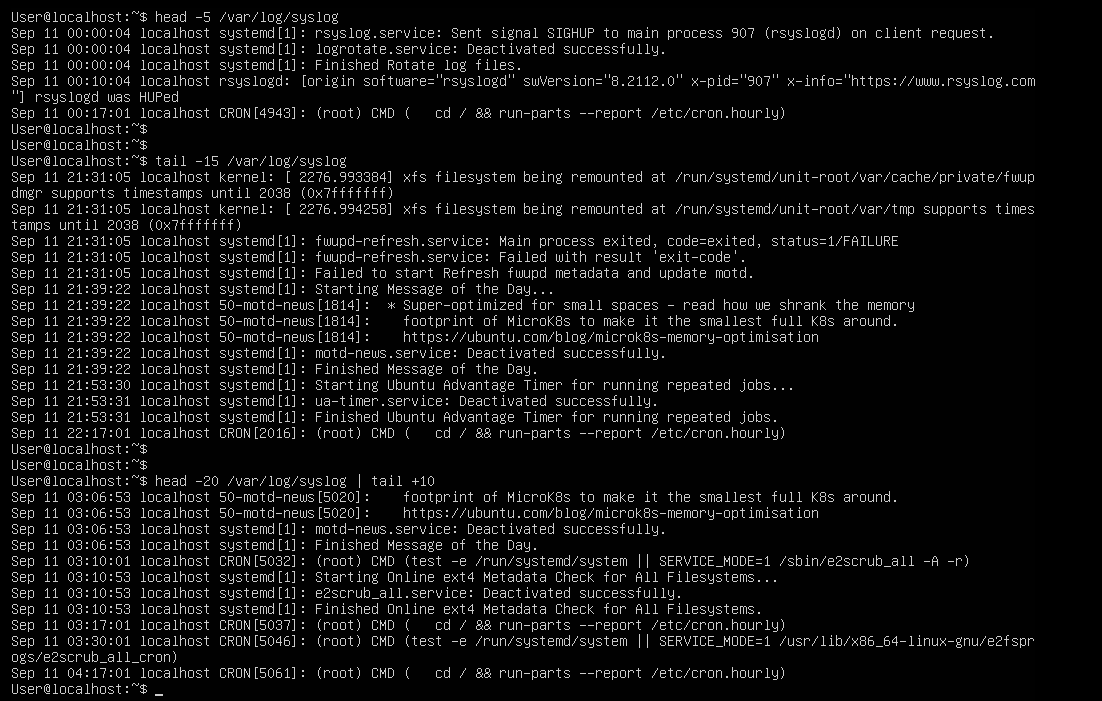 User@localhost:~$ head -5 /var/log/syslog
Sep 11 00:00:04 localhost systemd[1]: rsyslog.service: Sent signal SIGHUP to main process 907 (rsyslogd) on client request.
Sep 11 00:00:04 localhost systemd[1]: logrotate.service: Deactivated successfully.
Sep 11 00:00:04 localhost systemd[1]: Finished Rotate log files.
Sep 11 00:10:04 localhost rsyslogd: [origin software="rsyslogd" swVersion="8.2112.0" x-pid="907" x-info="https://www.rsyslog.com
"] rsyslogd was HUPed
Sep 11 00:17:01 localhost CRON[4943]: (root) CMD (   cd / && run-parts --report /etc/cron.hourly)
User@localhost:~$
User@localhost:~$
User@localhost:~$ tail -15 /var/log/syslog
Sep 11 21:31:05 localhost kernel: [ 2276.993384] xfs filesystem being remounted at /run/systemd/unit-root/var/cache/private/fwup
dmgr supports timestamps until 2038 (0x7fffffff)
Sep 11 21:31:05 localhost kernel: [ 2276.994258] xfs filesystem being remounted at /run/systemd/unit-root/var/tmp supports times
tamps until 2038 (0x7fffffff)
Sep 11 21:31:05 localhost systemd[1]: fwupd-refresh.service: Main process exited, code=exited, status=1/FAILURE
Sep 11 21:31:05 localhost systemd[1]: fwupd-refresh.service: Failed with result 'exit-code'.
Sep 11 21:31:05 localhost systemd[1]: Failed to start Refresh fwupd metadata and update motd.
Sep 11 21:39:22 localhost systemd[1]: Starting Message of the Day...
Sep 11 21:39:22 localhost 50-motd-news[1814]:  * Super-optimized for small spaces - read how we shrank the memory
Sep 11 21:39:22 localhost 50-motd-news[1814]:    footprint of MicroK8s to make it the smallest full K8s around.
Sep 11 21:39:22 localhost 50-motd-news[1814]:    https://ubuntu.com/blog/microk8s-memory-optimisation
Sep 11 21:39:22 localhost systemd[1]: motd-news.service: Deactivated successfully.
Sep 11 21:39:22 localhost systemd[1]: Finished Message of the Day.
Sep 11 21:53:30 localhost systemd[1]: Starting Ubuntu Advantage Timer for running repeated jobs...
Sep 11 21:53:31 localhost systemd[1]: ua-timer.service: Deactivated successfully.
Sep 11 21:53:31 localhost systemd[1]: Finished Ubuntu Advantage Timer for running repeated jobs.
Sep 11 22:17:01 localhost CRON[2016]: (root) CMD (   cd / && run-parts --report /etc/cron.hourly)
User@localhost:~$
User@localhost:~$
User@localhost:~$ head -20 /var/log/syslog | tail +10
Sep 11 03:06:53 localhost 50-motd-news[5020]:    footprint of MicroK8s to make it the smallest full K8s around.
Sep 11 03:06:53 localhost 50-motd-news[5020]:    https://ubuntu.com/blog/microk8s-memory-optimisation
Sep 11 03:06:53 localhost systemd[1]: motd-news.service: Deactivated successfully.
Sep 11 03:06:53 localhost systemd[1]: Finished Message of the Day.
Sep 11 03:10:01 localhost CRON[5032]: (root) CMD (test -e /run/systemd/system || SERVICE_MODE=1 /sbin/e2scrub_all -A -r)
Sep 11 03:10:53 localhost systemd[1]: Starting Online ext4 Metadata Check for All Filesystems...
Sep 11 03:10:53 localhost systemd[1]: e2scrub_all.service: Deactivated successfully.
Sep 11 03:10:53 localhost systemd[1]: Finished Online ext4 Metadata Check for All Filesystems.
Sep 11 03:17:01 localhost CRON[5037]: (root) CMD (   cd / && run-parts --report /etc/cron.hourly)
Sep 11 03:30:01 localhost CRON[5046]: (root) CMD (test -e /run/systemd/system || SERVICE_MODE=1 /usr/lib/x86_64-linux-gnu/e2fspr
ogs/e2scrub_all_cron)
Sep 11 04:17:01 localhost CRON[5061]: (root) CMD (   cd / && run-parts --report /etc/cron.hourly)
User@localhost:~$ _